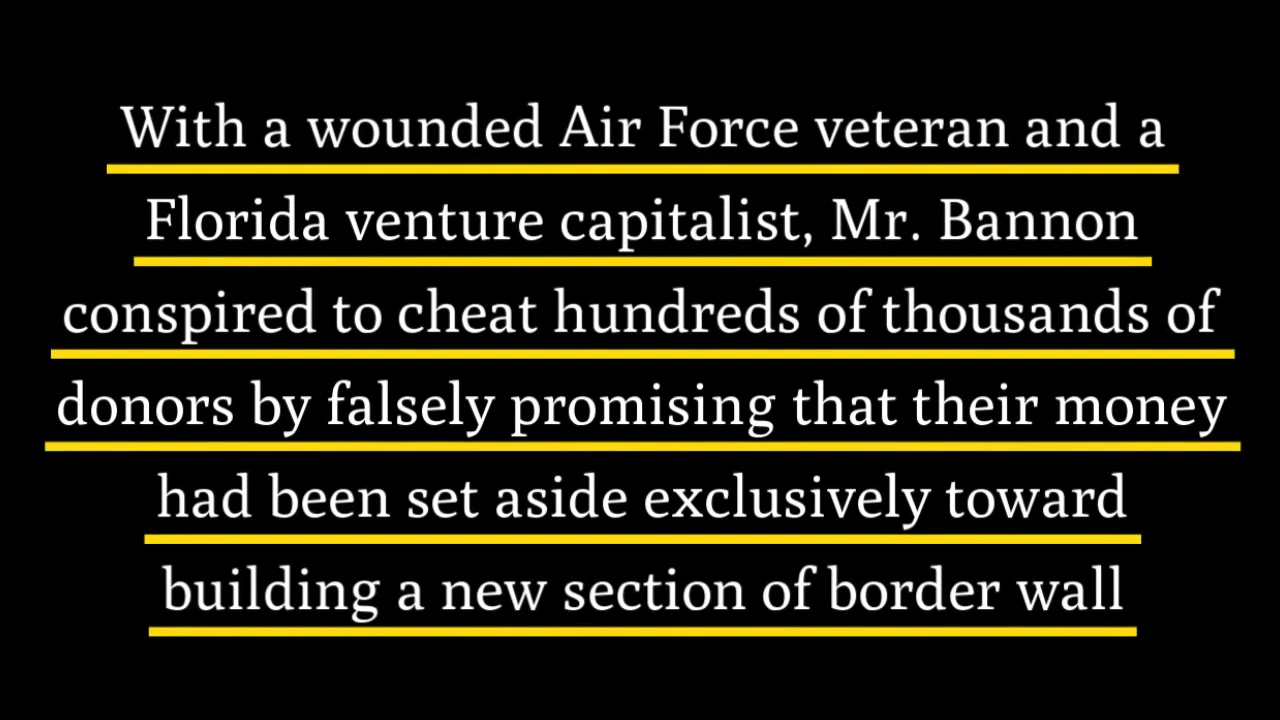 With a wounded Air Force veteran and a
Florida venture capitalist, Mr. Bannon
conspired to cheat hundreds of thousands of
donors by falsely promising that their money
had been set aside exclusively toward
building a new section of border wall